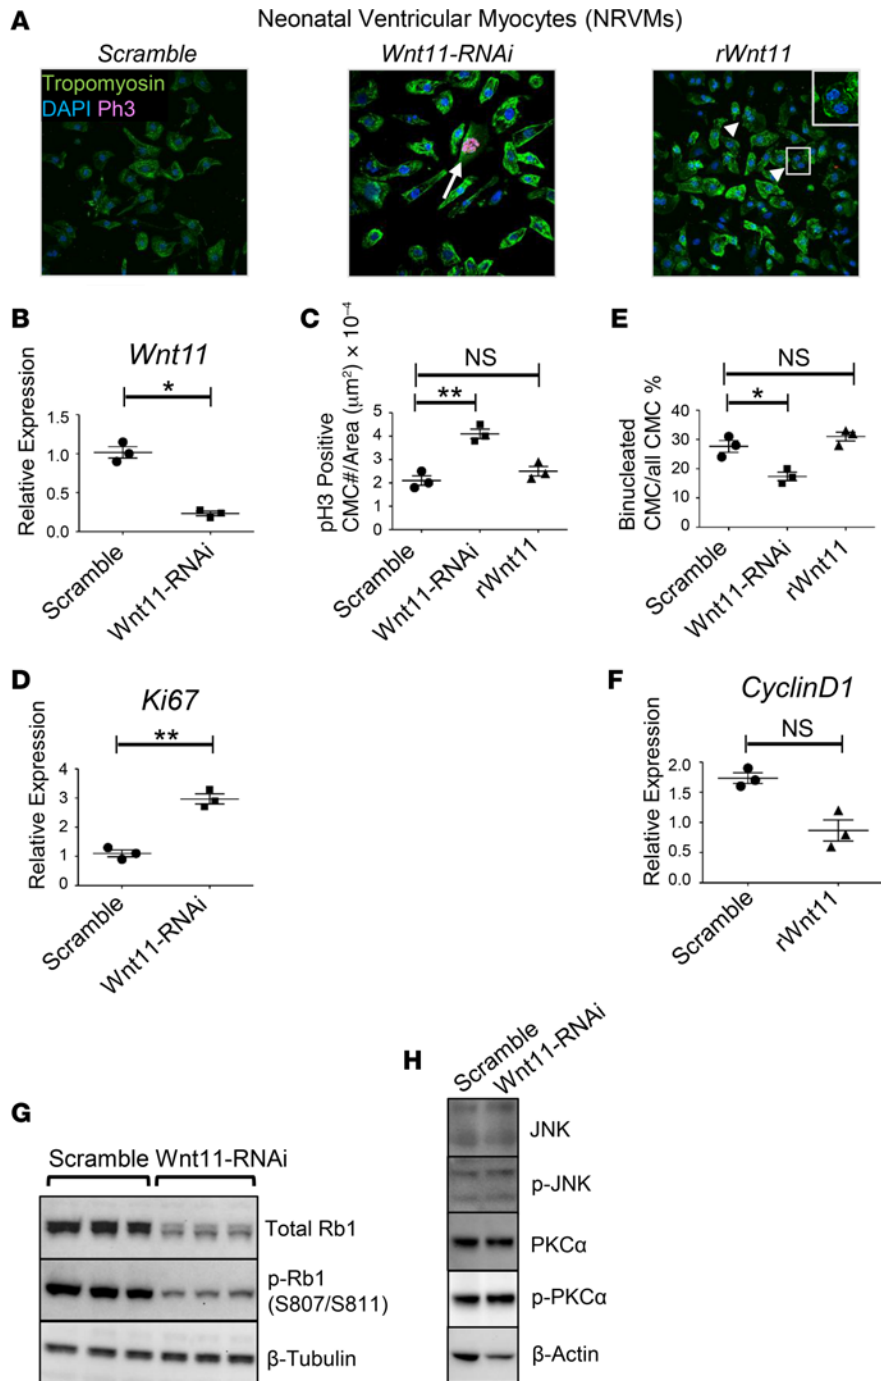 Neonatal Ventricular Myocytes (NRVMs)
A
Scramble
Wnt11-RNAi
rWnt11
Tropomyosin
DAPI Ph3
B
Wnt11
*
Relative Expression
1.5
1.0
0.5
0.0
Scramble
Wnt11-RNAi
C
NS
**
pH3 Positive
CMC#/Area (μm²) × 10⁻⁴
5
4
3
2
1
0
Scramble
Wnt11-RNAi
rWnt11
E
NS
*
Binucleated
CMC/all CMC %
40
30
20
10
0
Scramble
Wnt11-RNAi
rWnt11
D
Ki67
**
Relative Expression
4
3
2
1
0
Scramble
Wnt11-RNAi
F
CyclinD1
NS
Relative Expression
2.0
1.5
1.0
0.5
0.0
Scramble
rWnt11
G
Scramble Wnt11-RNAi
Total Rb1
p-Rb1
(S807/S811)
β-Tubulin
H
Scramble
Wnt11-RNAi
JNK
p-JNK
PKCα
p-PKCα
β-Actin